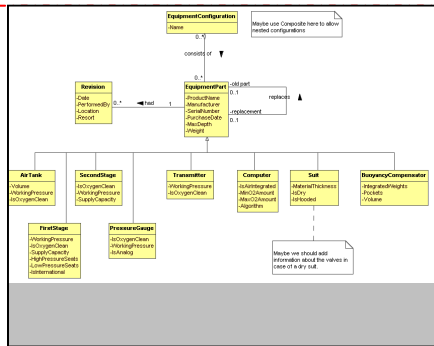 EquipmentConfiguration
-Name
Maybe use Composite here to allow
nested configurations
0..*
consists of
0..*
Revision
-Date
-PerformedBy
-Location
-Resort
0..*
had
1
EquipmentPart
-ProductName
-Manufacturer
-SerialNumber
-PurchaseDate
-MaxDepth
-Weight
-old part
0..1
replaces
-replacement
0..1
AirTank
-Volume
-WorkingPressure
-IsOxygenClean
SecondStage
-IsOxygenClean
-WorkingPressure
-SupplyCapacity
Transmitter
-WorkingPressure
-IsOxygenClean
Computer
-IsAirIntegrated
-MinO2Amount
-MaxO2Amount
-Algorithm
Suit
-MaterialThickness
-IsDry
-IsHooded
BuoyancyCompensator
-IntegratedWeights
-Pockets
-Volume
FirstStage
-WorkingPressure
-IsOxygenClean
-SupplyCapacity
-HighPressureSeats
-LowPressureSeats
-IsInternational
PressureGauge
-IsOxygenClean
-WorkingPressure
-IsAnalog
Maybe we should add
information about the valves in
case of a dry suit.